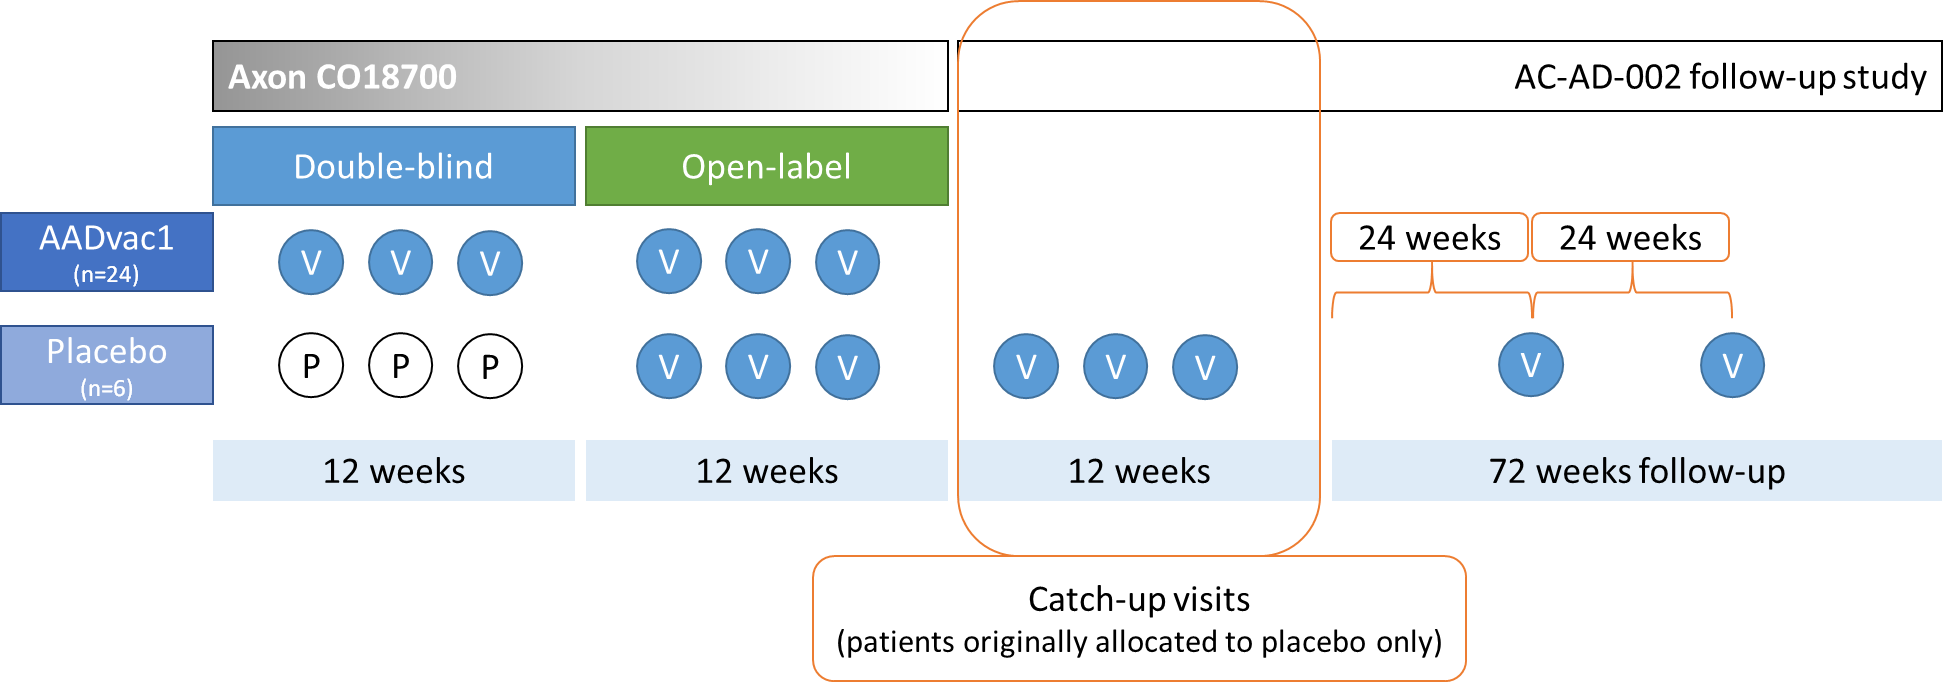 Axon CO18700
AC-AD-002 follow-up study
Double-blind
Open-label
AADvac1
(n=24)
V V V
V V V
24 weeks
24 weeks
Placebo
(n=6)
P P P
V V V
V V V
V
V
12 weeks
12 weeks
12 weeks
72 weeks follow-up
Catch-up visits
(patients originally allocated to placebo only)